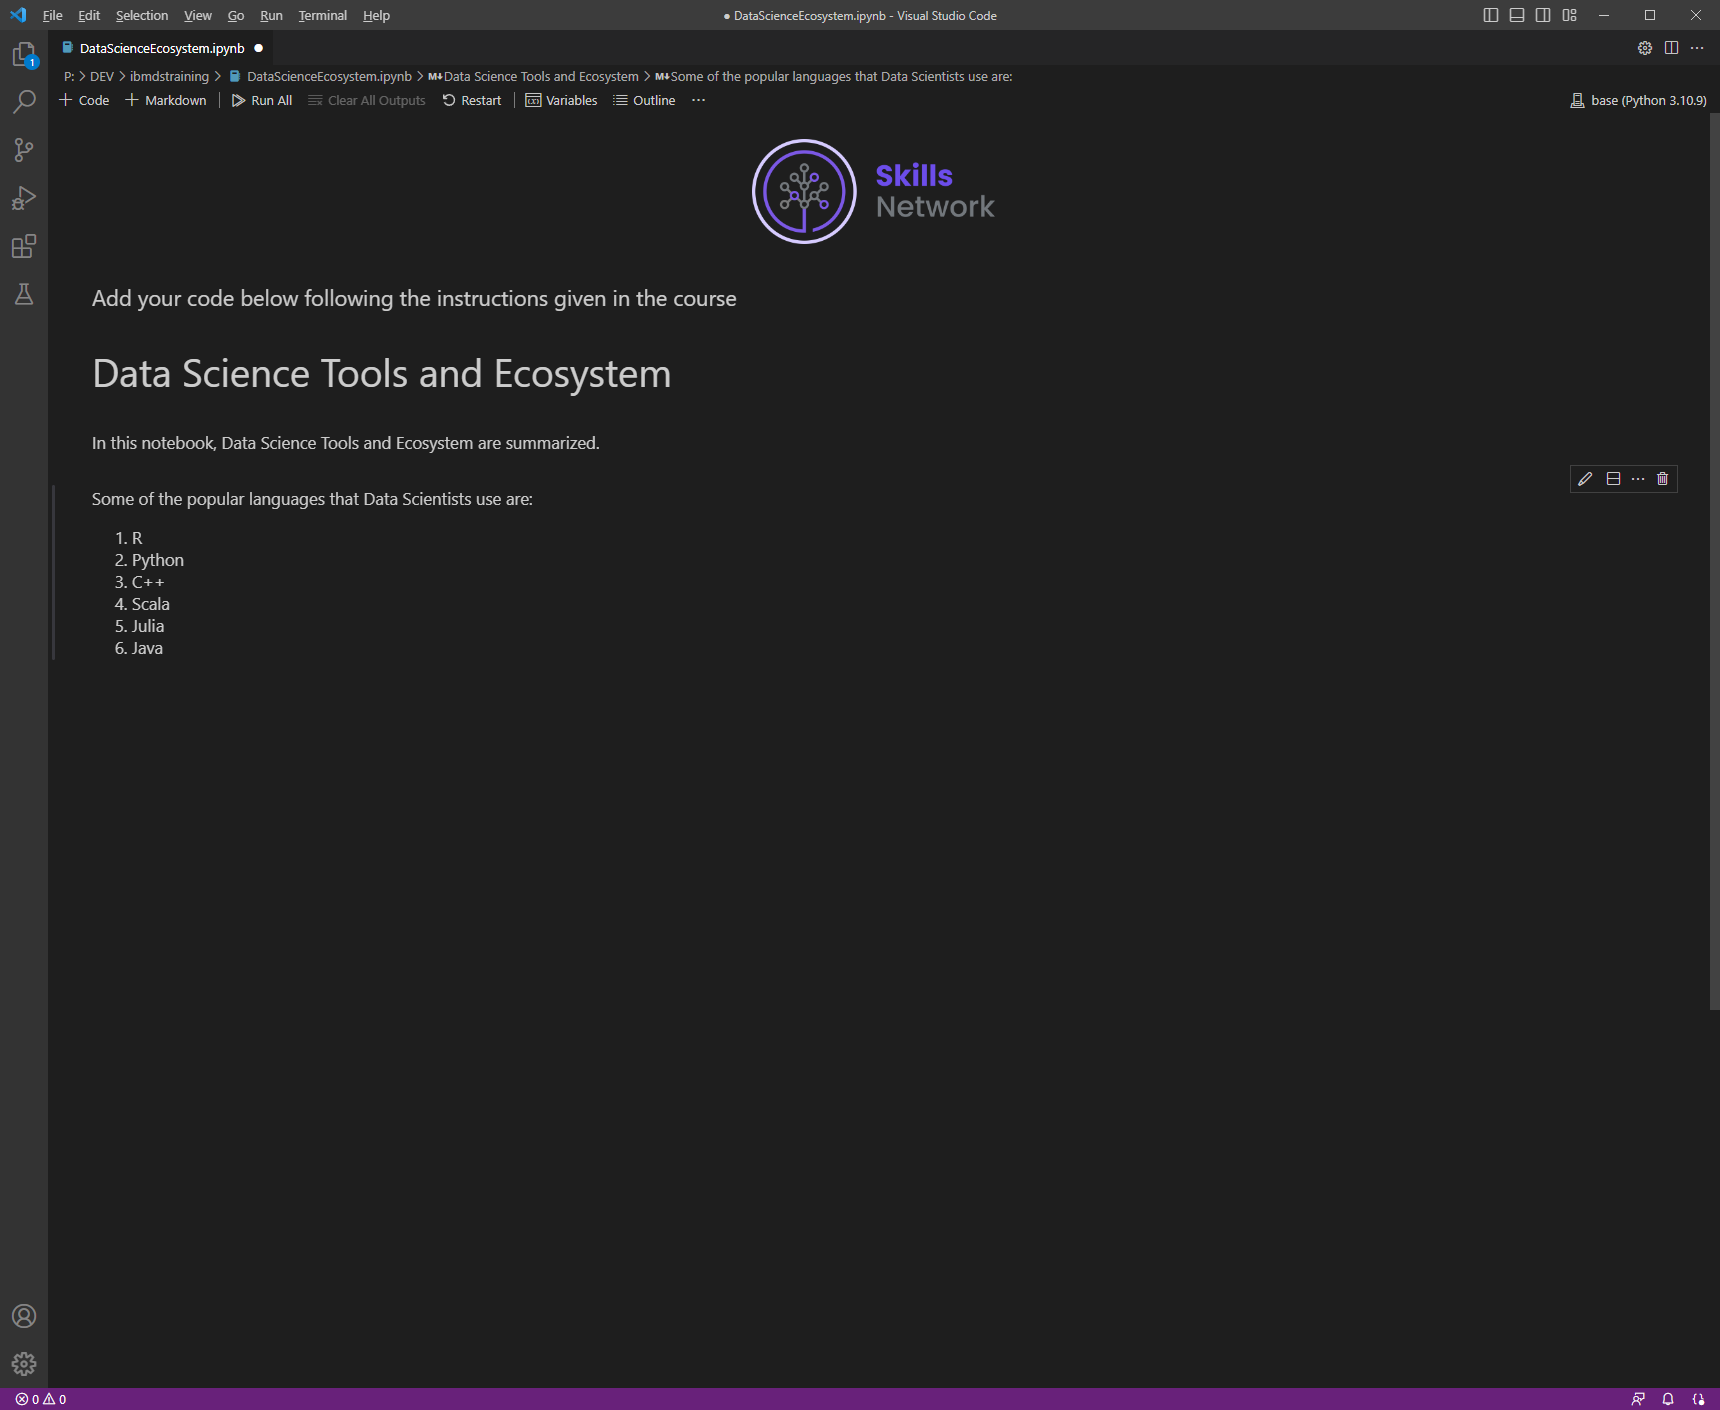 File Edit Selection View Go Run Terminal Help ● DataScienceEcosystem.ipynb - Visual Studio Code
DataScienceEcosystem.ipynb ●
1
P: > DEV > ibmdstraining > DataScienceEcosystem.ipynb > M↓Data Science Tools and Ecosystem > M↓Some of the popular languages that Data Scientists use are:
+ Code + Markdown | Run All Clear All Outputs Restart | Variables Outline ···
base (Python 3.10.9)
Skills
Network
Add your code below following the instructions given in the course
Data Science Tools and Ecosystem
In this notebook, Data Science Tools and Ecosystem are summarized.
Some of the popular languages that Data Scientists use are:
1. R
2. Python
3. C++
4. Scala
5. Julia
6. Java
0 0